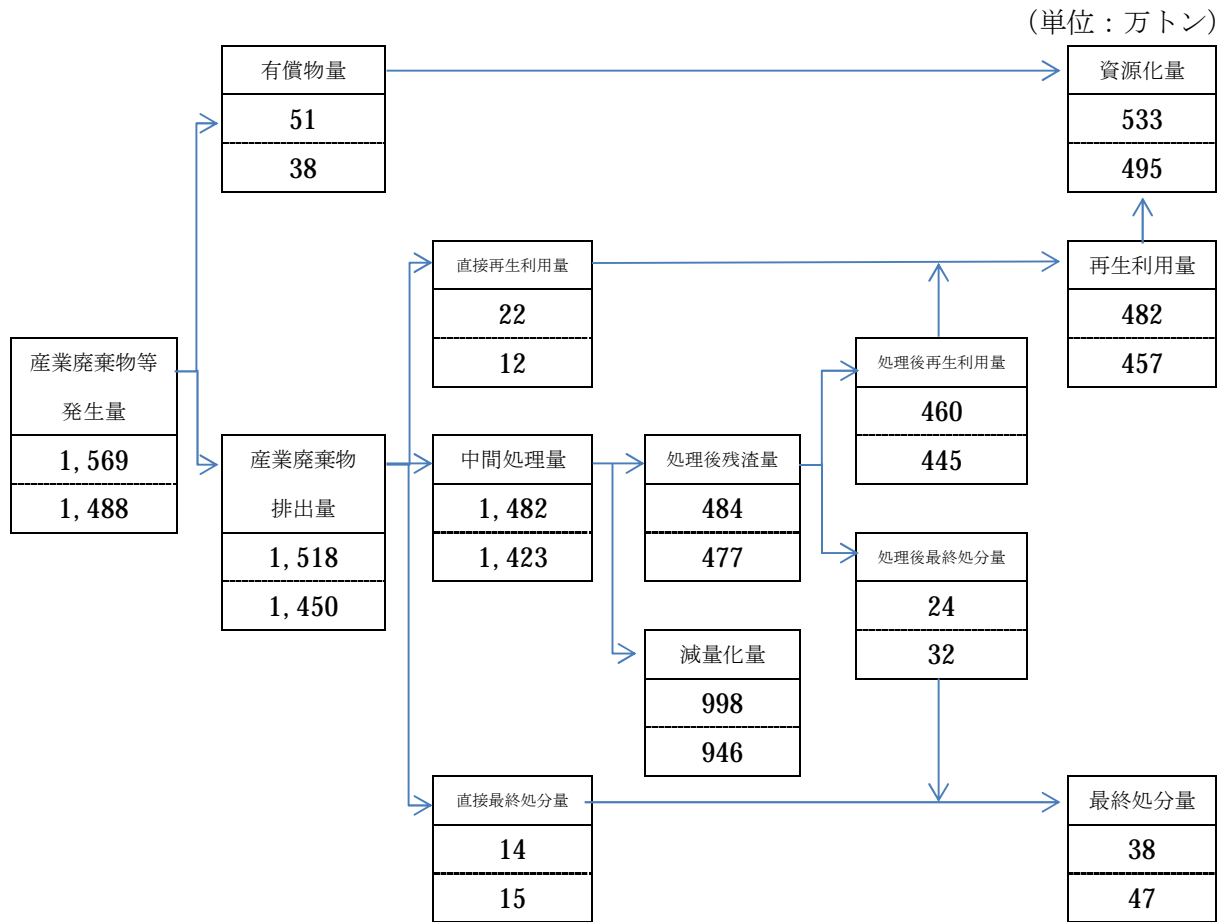 (単位：万トン)
有償物量
51
38
資源化量
533
495
直接再生利用量
22
12
再生利用量
482
457
産業廃棄物等
発生量
1,569
1,488
処理後再生利用量
460
445
産業廃棄物
排出量
1,518
1,450
中間処理量
1,482
1,423
処理後残渣量
484
477
処理後最終処分量
24
32
減量化量
998
946
直接最終処分量
14
15
最終処分量
38
47